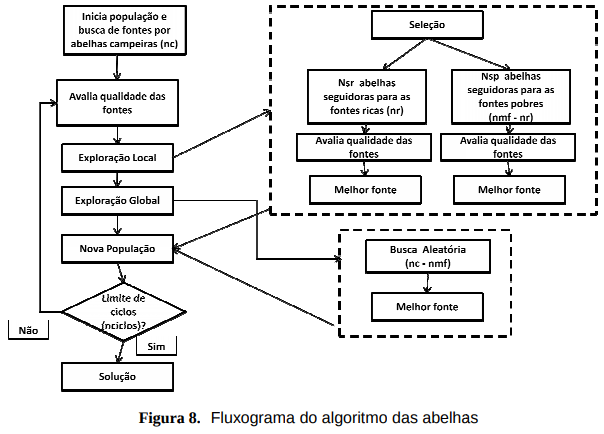 Inicia população e
busca de fontes por
abelhas campeiras (nc)
Avalia qualidade das
fontes
Exploração Local
Exploração Global
Nova População
Limite de
ciclos
(nciclos)?
Não
Sim
Solução
Seleção
Nsr abelhas
seguidoras para as
fontes ricas (nr)
Avalia qualidade das
fontes
Melhor fonte
Nsp abelhas
seguidoras para as
fontes pobres
(nmf - nr)
Avalia qualidade das
fontes
Melhor fonte
Busca Aleatória
(nc - nmf)
Melhor fonte
Figura 8. Fluxograma do algoritmo das abelhas